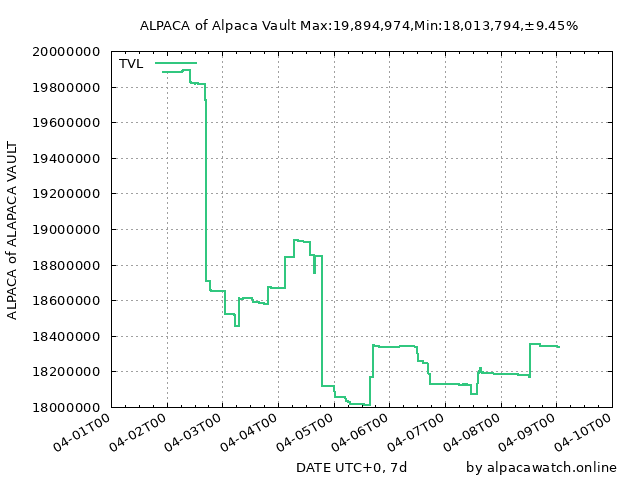 ALPACA of Alpaca Vault Max:19,894,974,Min:18,013,794,±9.45%
20000000
19800000
19600000
19400000
19200000
19000000
18800000
18600000
18400000
18200000
18000000
TVL
ALPACA of ALAPACA VAULT
04-01T00
04-02T00
04-03T00
04-04T00
04-05T00
04-06T00
04-07T00
04-08T00
04-09T00
04-10T00
DATE UTC+0, 7d
by alpacawatch.online